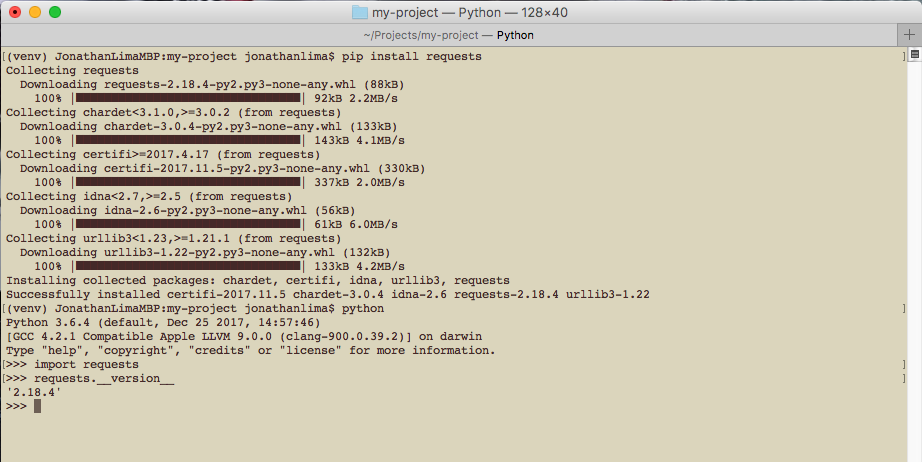 my-project — Python — 128×40
~/Projects/my-project — Python
[(venv) JonathanLimaMBP:my-project jonathanlima$ pip install requests ]
Collecting requests
  Downloading requests-2.18.4-py2.py3-none-any.whl (88kB)
    100% |████████████████████████████████| 92kB 2.2MB/s
Collecting chardet<3.1.0,>=3.0.2 (from requests)
  Downloading chardet-3.0.4-py2.py3-none-any.whl (133kB)
    100% |████████████████████████████████| 143kB 4.1MB/s
Collecting certifi>=2017.4.17 (from requests)
  Downloading certifi-2017.11.5-py2.py3-none-any.whl (330kB)
    100% |████████████████████████████████| 337kB 2.0MB/s
Collecting idna<2.7,>=2.5 (from requests)
  Downloading idna-2.6-py2.py3-none-any.whl (56kB)
    100% |████████████████████████████████| 61kB 6.0MB/s
Collecting urllib3<1.23,>=1.21.1 (from requests)
  Downloading urllib3-1.22-py2.py3-none-any.whl (132kB)
    100% |████████████████████████████████| 133kB 4.2MB/s
Installing collected packages: chardet, certifi, idna, urllib3, requests
Successfully installed certifi-2017.11.5 chardet-3.0.4 idna-2.6 requests-2.18.4 urllib3-1.22
[(venv) JonathanLimaMBP:my-project jonathanlima$ python ]
Python 3.6.4 (default, Dec 25 2017, 14:57:46)
[GCC 4.2.1 Compatible Apple LLVM 9.0.0 (clang-900.0.39.2)] on darwin
Type "help", "copyright", "credits" or "license" for more information.
[>>> import requests ]
[>>> requests.__version__ ]
'2.18.4'
>>>